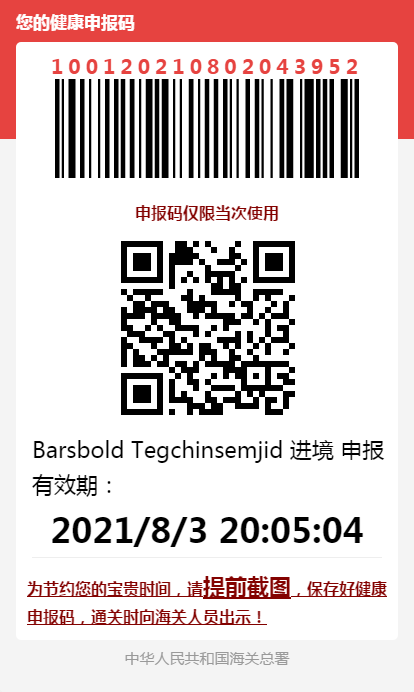 您的健康申报码
100120210802043952
申报码仅限当次使用
Barsbold Tegchinsemjid 进境 申报
有效期：
2021/8/3 20:05:04
为节约您的宝贵时间，请提前截图，保存好健康
申报码，通关时向海关人员出示！
中华人民共和国海关总署